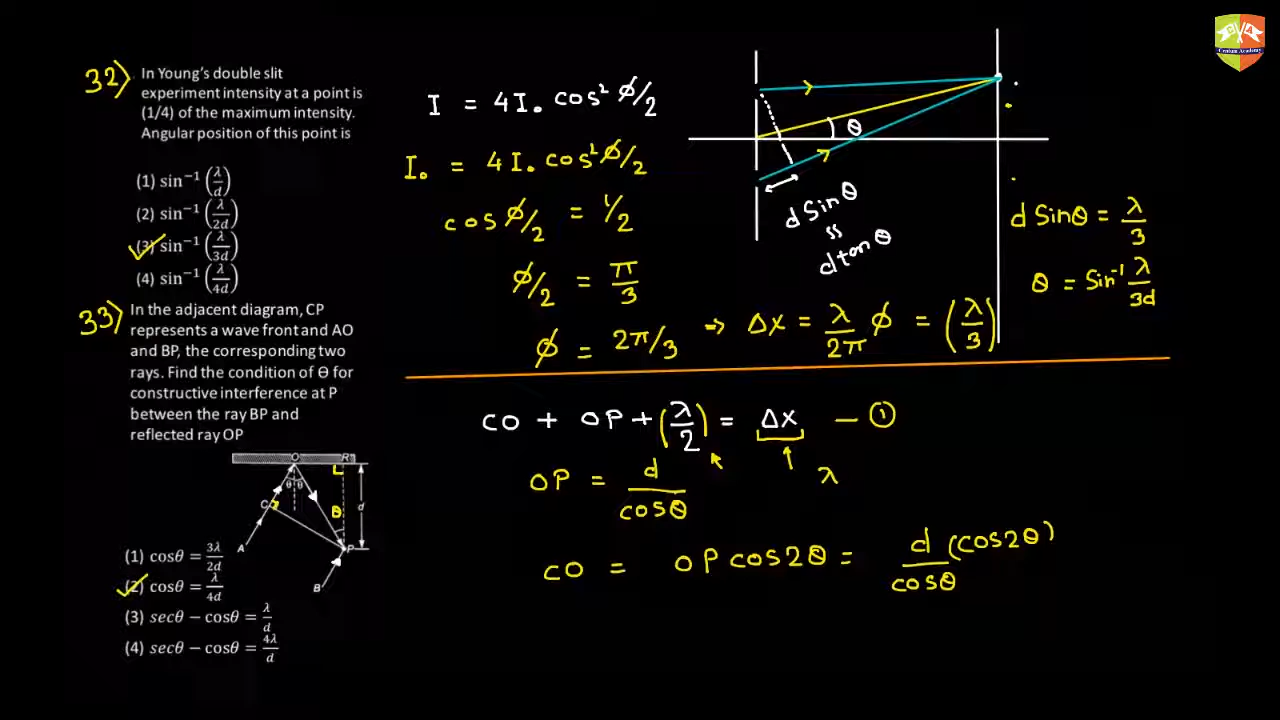 32) In Young's double slit
experiment intensity at a point is
(1/4) of the maximum intensity.
Angular position of this point is
(1) sin⁻¹ (λ/d)
(2) sin⁻¹ (λ/2d)
(3) sin⁻¹ (λ/3d)
(4) sin⁻¹ (λ/4d)
I = 4I₀ cos² ϕ/2
I₀ = 4I₀ cos² ϕ/2
cos ϕ/2 = 1/2
ϕ/2 = π/3
ϕ = 2π/3 → Δx = λ/2π ϕ = (λ/3)
θ
d Sinθ
=
d tan θ
d Sinθ = λ/3
θ = Sin⁻¹ λ/3d
33) In the adjacent diagram, CP
represents a wave front and AO
and BP, the corresponding two
rays. Find the condition of Ɵ for
constructive interference at P
between the ray BP and
reflected ray OP
O R
θ θ
C θ d
A P
B
(1) cosθ = 3λ/2d
(2) cosθ = λ/4d
(3) secθ − cosθ = λ/d
(4) secθ − cosθ = 4λ/d
CO + OP + (λ/2) = Δx — ①
OP = d/cosθ λ
CO = OP cos2θ = d/cosθ (cos2θ)
Centum Academy